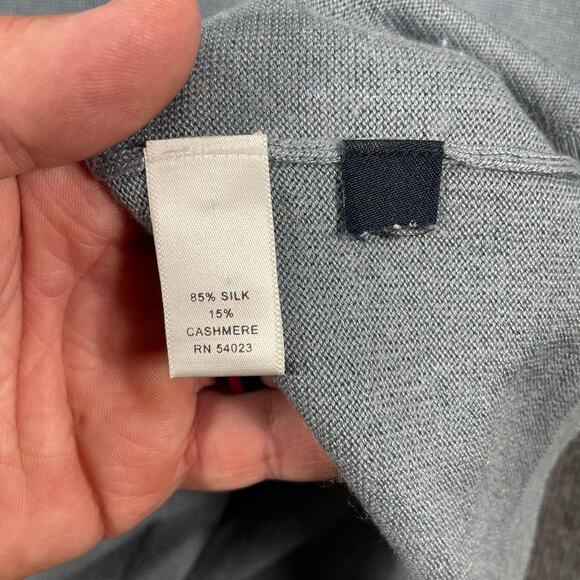 85% SILK
15%
CASHMERE
RN 54023